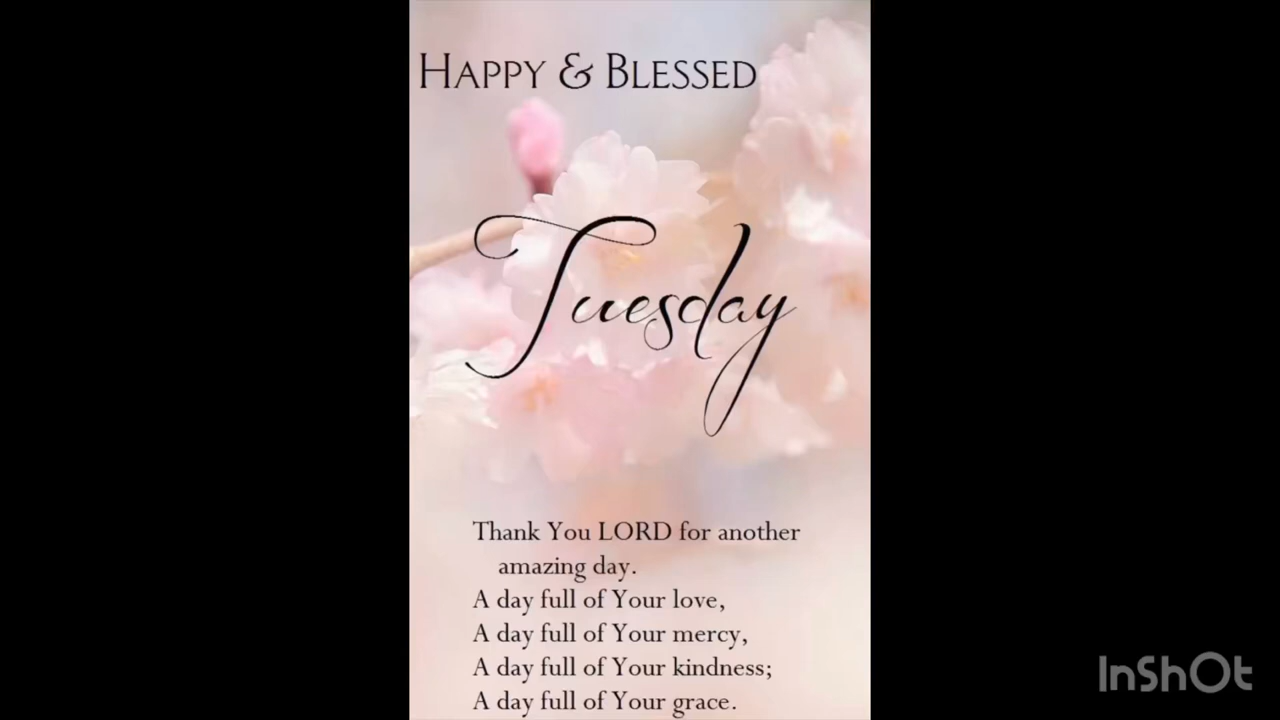 Happy & Blessed
Tuesday
Thank You LORD for another
amazing day.
A day full of Your love,
A day full of Your mercy,
A day full of Your kindness;
A day full of Your grace.
InShOt